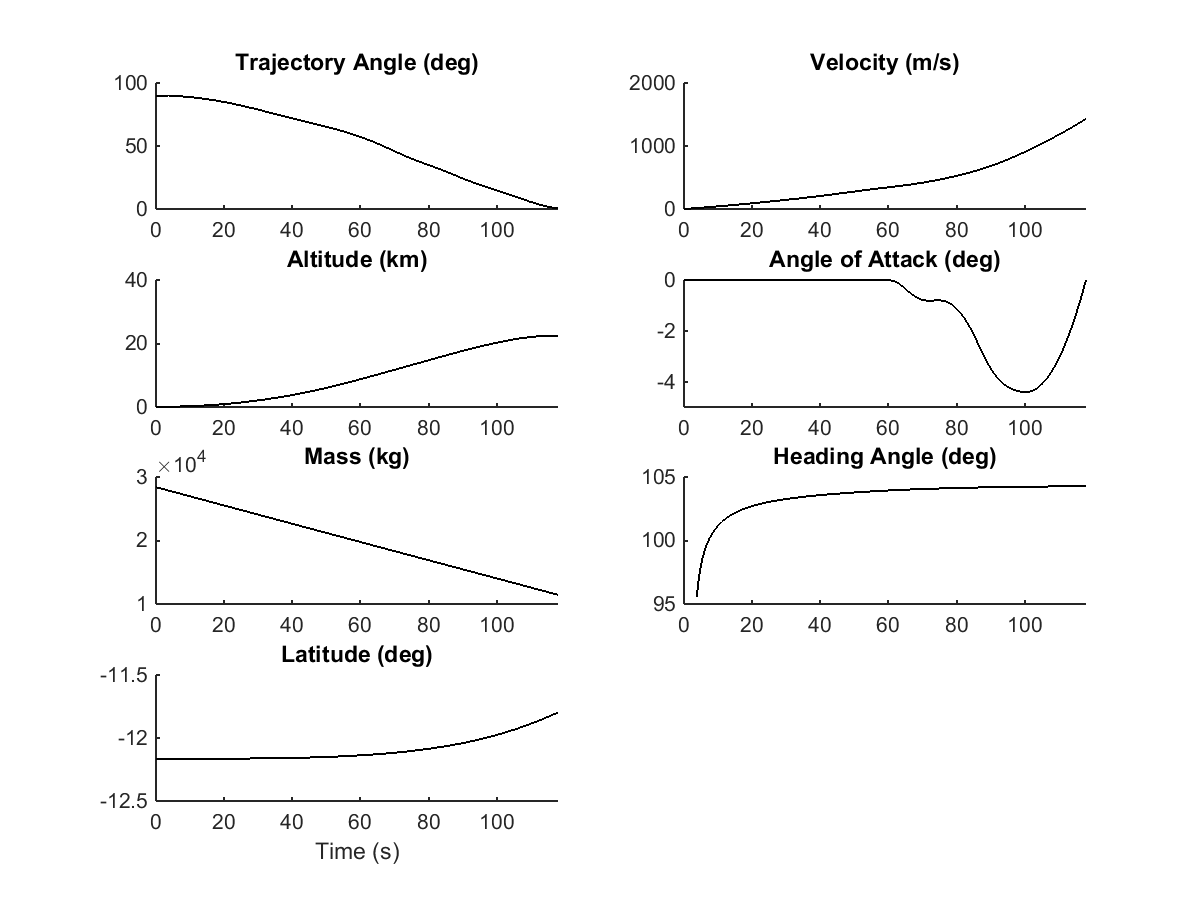 Trajectory Angle (deg)
100
50
0
0 20 40 60 80 100
Velocity (m/s)
2000
1000
0
0 20 40 60 80 100
Altitude (km)
40
20
0
0 20 40 60 80 100
Angle of Attack (deg)
0
-2
-4
0 20 40 60 80 100
Mass (kg)
×10⁴
3
2
1
0 20 40 60 80 100
Heading Angle (deg)
105
100
95
0 20 40 60 80 100
Latitude (deg)
-11.5
-12
-12.5
0 20 40 60 80 100
Time (s)